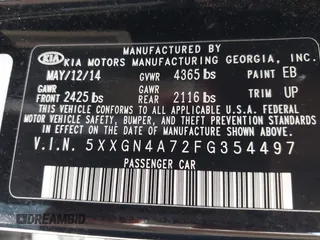 MANUFACTURED BY
KIA KIA MOTORS MANUFACTURING GEORGIA, INC.
MAY/12/14 GVWR 4365 lbs PAINT EB
GAWR GAWR
FRONT 2425 lbs REAR 2116 lbs TRIM UP
THIS VEHICLE CONFORMS TO ALL APPLICABLE U.S.A. FEDERAL
MOTOR VEHICLE SAFETY, BUMPER, AND THEFT PREVENTION
STANDARDS IN EFFECT ON THE DATE OF MANUFACTURE SHOWN ABOVE.
V.I.N. 5XXGN4A72FG354497
PASSENGER CAR
DREAMBID